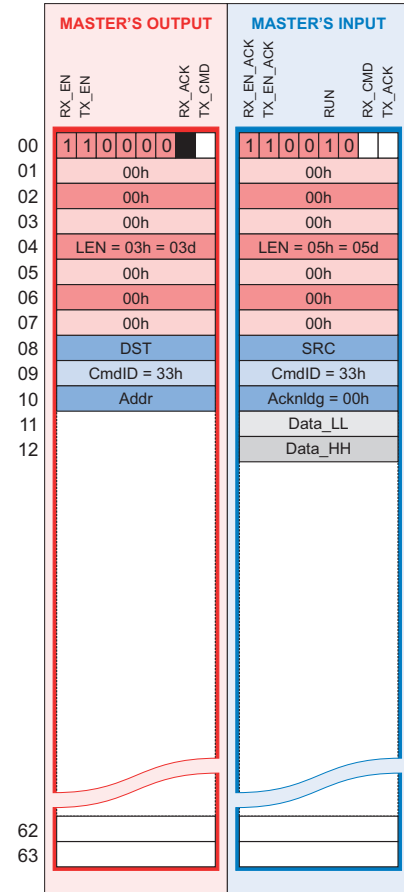 MASTER'S OUTPUT MASTER'S INPUT
RX_EN TX_EN RX_ACK TX_CMD RX_EN_ACK TX_EN_ACK RUN RX_CMD TX_ACK
00 1 1 0 0 0 0 1 1 0 0 1 0
01 00h 00h
02 00h 00h
03 00h 00h
04 LEN = 03h = 03d LEN = 05h = 05d
05 00h 00h
06 00h 00h
07 00h 00h
08 DST SRC
09 CmdID = 33h CmdID = 33h
10 Addr Acknldg = 00h
11 Data_LL
12 Data_HH
62
63